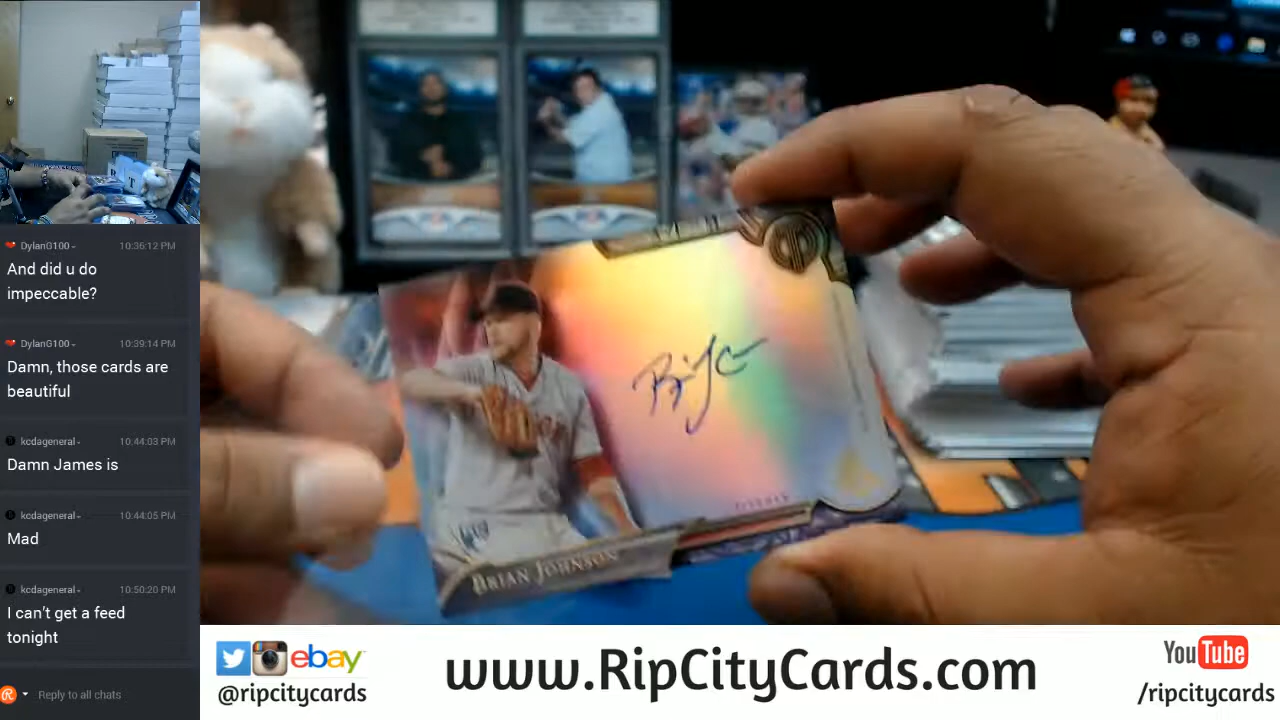 DylanG100
10:36:12 PM
And did u do
impeccable?
DylanG100
10:39:14 PM
Damn, those cards are
beautiful
kcdageneral
10:44:03 PM
Damn James is
kcdageneral
10:44:05 PM
Mad
kcdageneral
10:50:20 PM
I can't get a feed
tonight
Reply to all chats
BRIAN JOHNSON
ebay
@ripcitycards
www.RipCityCards.com
YouTube
/ripcitycards